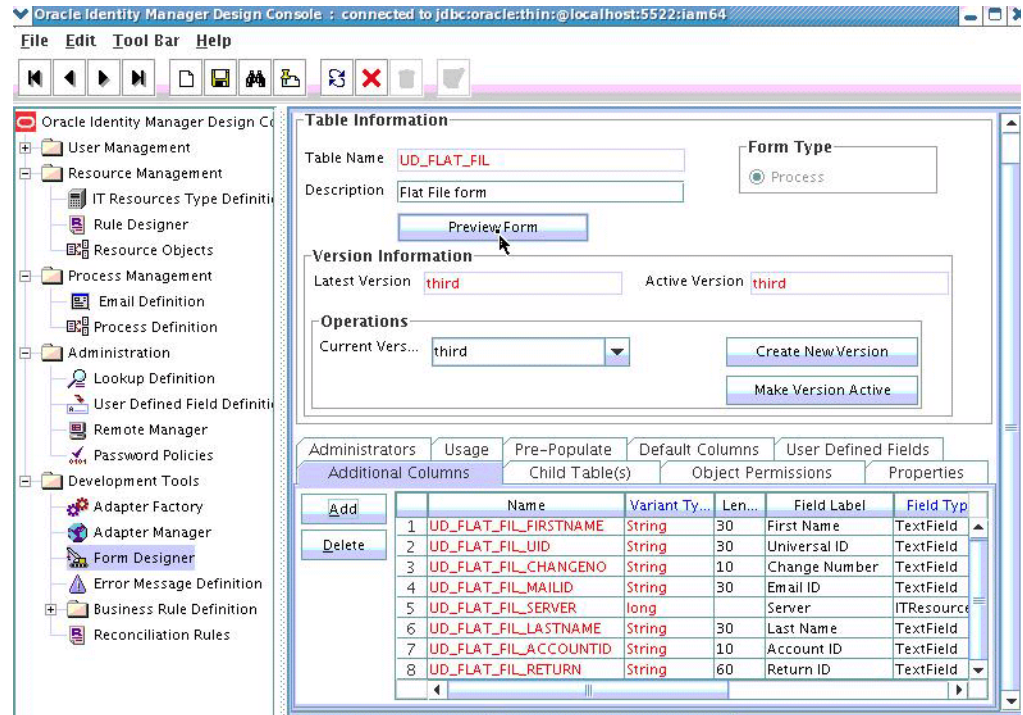 Oracle Identity Manager Design Console : connected to jdbc:oracle:thin:@localhost:5522:iam64
File Edit Tool Bar Help
Oracle Identity Manager Design Co
User Management
Resource Management
IT Resources Type Definiti
Rule Designer
Resource Objects
Process Management
Email Definition
Process Definition
Administration
Lookup Definition
User Defined Field Definiti
Remote Manager
Password Policies
Development Tools
Adapter Factory
Adapter Manager
Form Designer
Error Message Definition
Business Rule Definition
Reconciliation Rules
Table Information
Table Name UD_FLAT_FIL
Description Flat File form
Form Type
Process
Preview Form
Version Information
Latest Version third Active Version third
Operations
Current Vers... third
Create New Version
Make Version Active
Administrators Usage Pre-Populate Default Columns User Defined Fields
Additional Columns Child Table(s) Object Permissions Properties
Add
Delete
Name Variant Ty... Len... Field Label Field Typ
1 UD_FLAT_FIL_FIRSTNAME String 30 First Name TextField
2 UD_FLAT_FIL_UID String 30 Universal ID TextField
3 UD_FLAT_FIL_CHANGENO String 10 Change Number TextField
4 UD_FLAT_FIL_MAILID String 30 Email ID TextField
5 UD_FLAT_FIL_SERVER long Server ITResource
6 UD_FLAT_FIL_LASTNAME String 30 Last Name TextField
7 UD_FLAT_FIL_ACCOUNTID String 10 Account ID TextField
8 UD_FLAT_FIL_RETURN String 60 Return ID TextField